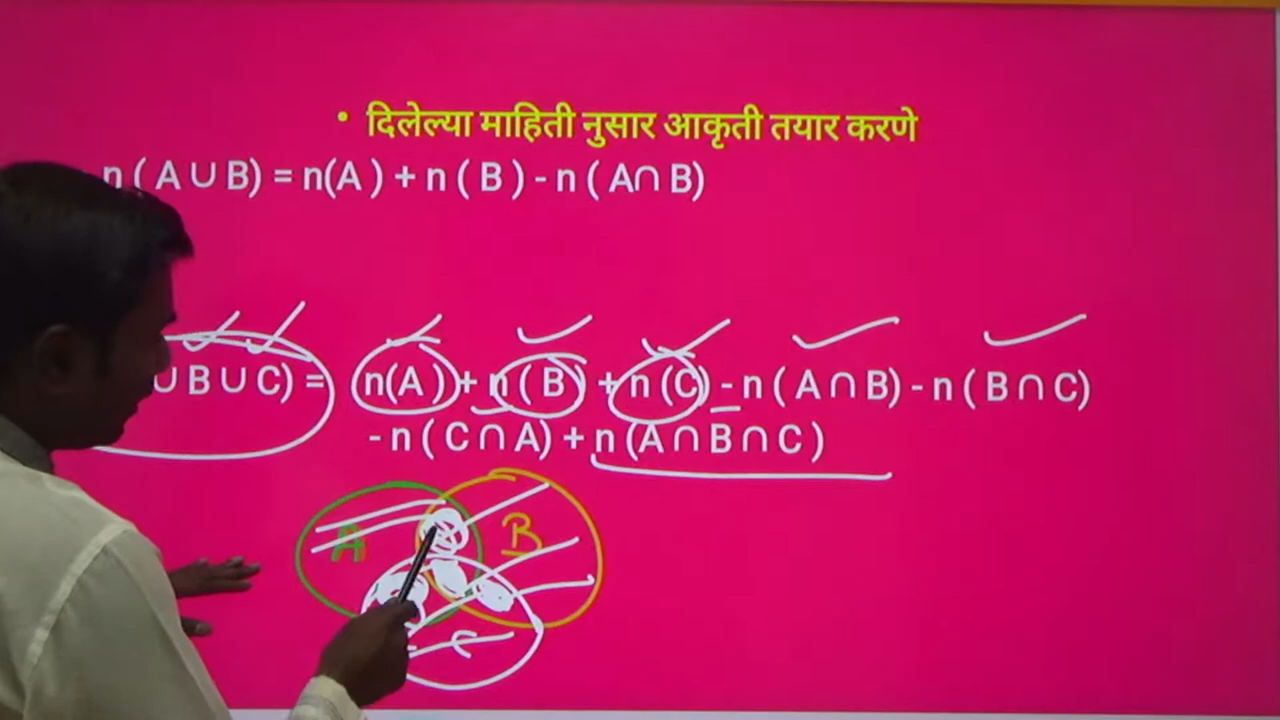 • दिलेल्या माहिती नुसार आकृती तयार करणे
n ( A ∪ B) = n(A ) + n ( B ) - n ( A∩ B)
∪ B ∪ C) = n(A ) + n ( B ) + n (C) - n ( A ∩ B) - n ( B ∩ C)
- n ( C ∩ A) + n (A ∩ B ∩ C )
A B
C